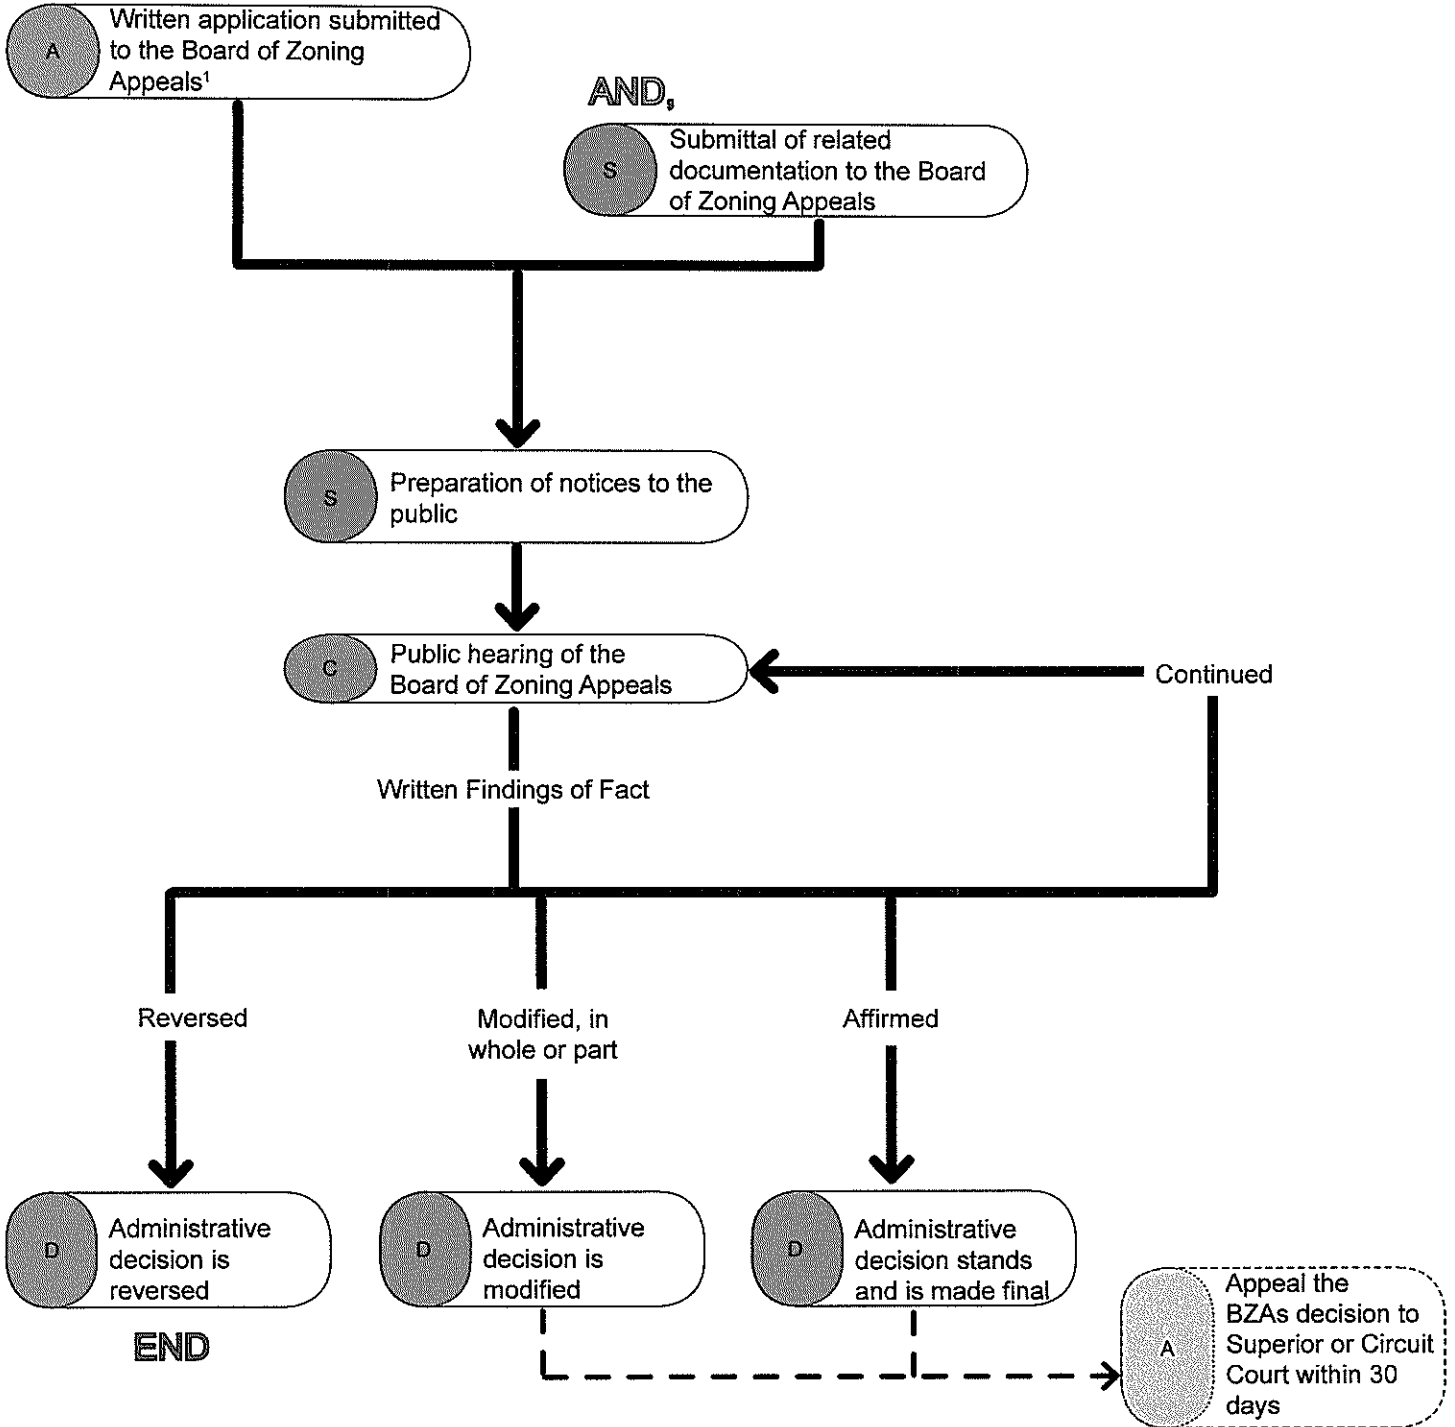 A
Written application submitted
to the Board of Zoning
Appeals¹
AND,
S
Submittal of related
documentation to the Board
of Zoning Appeals
S
Preparation of notices to the
public
C
Public hearing of the
Board of Zoning Appeals
Continued
Written Findings of Fact
Reversed
Modified, in
whole or part
Affirmed
D
Administrative
decision is
reversed
END
D
Administrative
decision is
modified
D
Administrative
decision stands
and is made final
A
Appeal the
BZAs decision to
Superior or Circuit
Court within 30
days